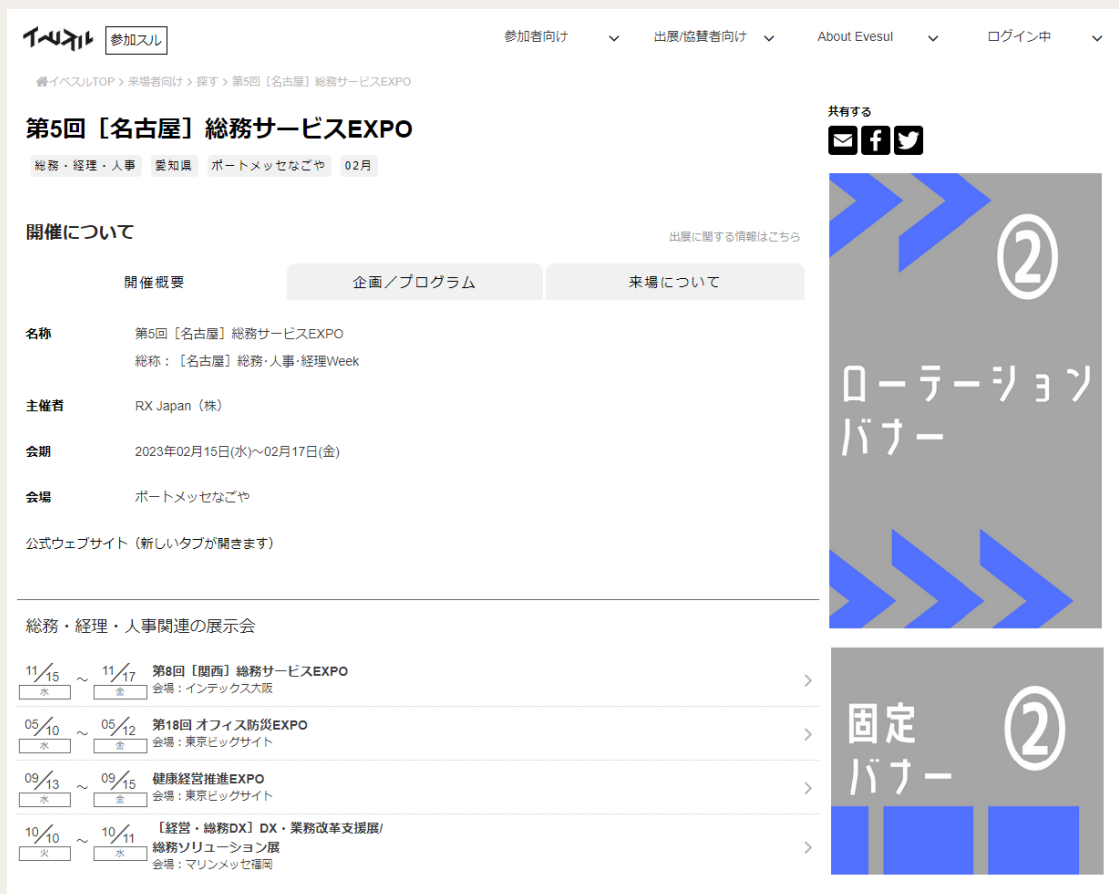 イベスル 参加スル
参加者向け 出展/協賛者向け About Evesul ログイン中
イベスルTOP > 来場者向け > 探す > 第5回［名古屋］総務サービスEXPO
第5回［名古屋］総務サービスEXPO
総務・経理・人事 愛知県 ポートメッセなごや 02月
共有する
開催について
出展に関する情報はこちら
開催概要 企画／プログラム 来場について
名称 第5回［名古屋］総務サービスEXPO
総称：［名古屋］総務･人事･経理Week
主催者 RX Japan（株）
会期 2023年02月15日(水)～02月17日(金)
会場 ポートメッセなごや
公式ウェブサイト（新しいタブが開きます）
総務・経理・人事関連の展示会
11/15 水 ～ 11/17 金 第8回［関西］総務サービスEXPO
会場：インテックス大阪
05/10 水 ～ 05/12 金 第18回 オフィス防災EXPO
会場：東京ビッグサイト
09/13 水 ～ 09/15 金 健康経営推進EXPO
会場：東京ビッグサイト
10/10 火 ～ 10/11 水 ［経営・総務DX］DX・業務改革支援展/
総務ソリューション展
会場：マリンメッセ福岡
②
ローテーション
バナー
固定
バナー
②